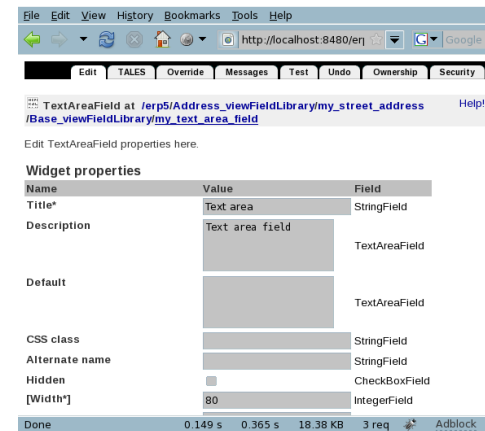 File Edit View History Bookmarks Tools Help
http://localhost:8480/erp Google
Edit TALES Override Messages Test Undo Ownership Security
TextAreaField at /erp5/Address_viewFieldLibrary/my_street_address Help!
/Base_viewFieldLibrary/my_text_area_field
Edit TextAreaField properties here.
Widget properties
Name Value Field
Title* Text area StringField
Description Text area field TextAreaField
Default TextAreaField
CSS class StringField
Alternate name StringField
Hidden CheckBoxField
[Width*] 80 IntegerField
Done 0.149 s 0.365 s 18.38 KB 3 req Adblock